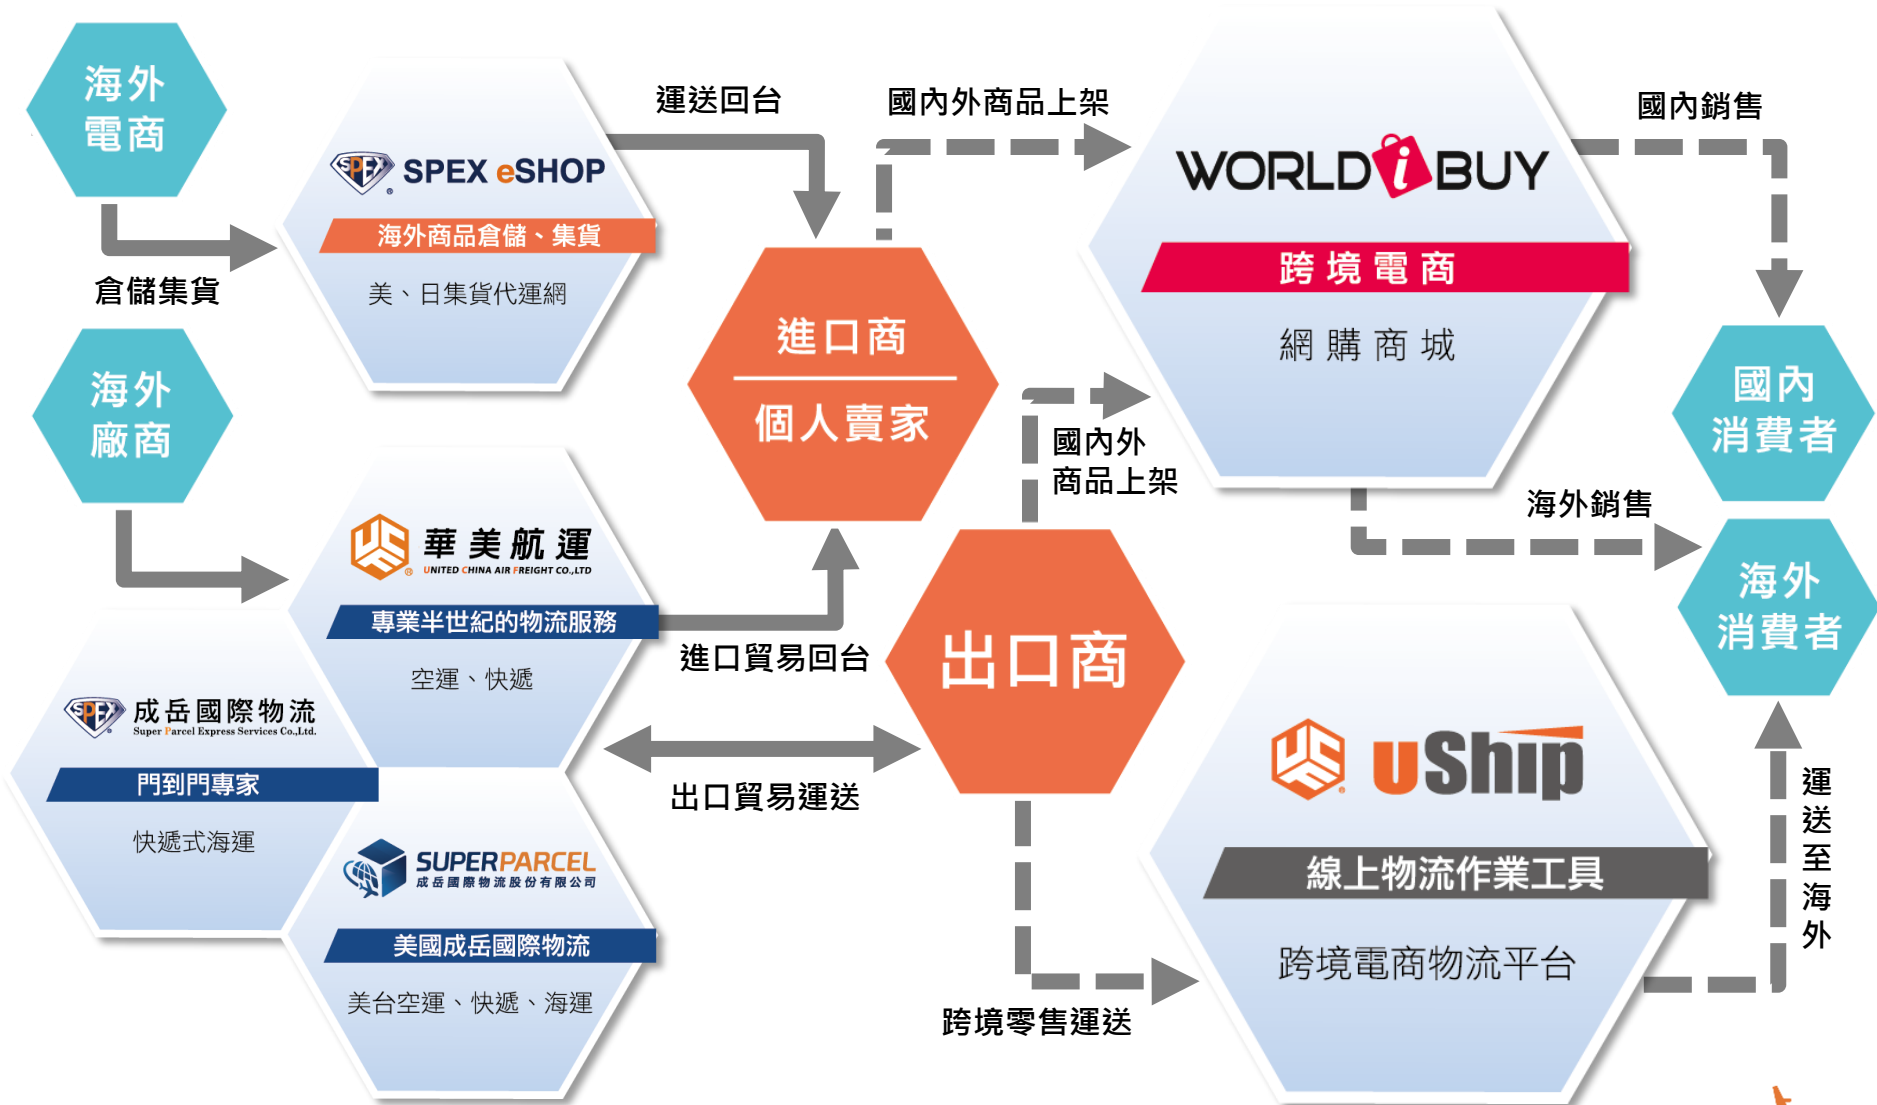 海外
電商
倉儲集貨
SPEX
SPEX eSHOP
海外商品倉儲、集貨
美、日集貨代運網
運送回台
國內外商品上架
WORLD i BUY
跨境電商
網購商城
國內銷售
海外
廠商
進口商
個人賣家
國內外
商品上架
國內
消費者
海外銷售
海外
消費者
華美航運
UNITED CHINA AIR FREIGHT CO.,LTD
專業半世紀的物流服務
空運、快遞
進口貿易回台
出口商
SPEX
成岳國際物流
Super Parcel Express Services Co.,Ltd.
門到門專家
快遞式海運
出口貿易運送
SUPERPARCEL
成岳國際物流股份有限公司
美國成岳國際物流
美台空運、快遞、海運
uShip
線上物流作業工具
跨境電商物流平台
跨境零售運送
運
送
至
海
外